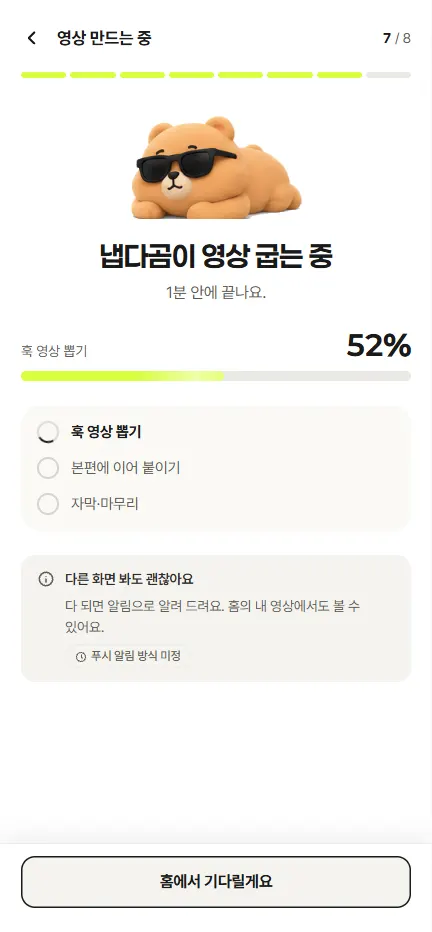 영상 만드는 중
7 / 8
냅다곰이 영상 굽는 중
1분 안에 끝나요.
훅 영상 뽑기
52%
훅 영상 뽑기
본편에 이어 붙이기
자막·마무리
다른 화면 봐도 괜찮아요
다 되면 알림으로 알려 드려요. 홈의 내 영상에서도 볼 수
있어요.
푸시 알림 방식 미정
홈에서 기다릴게요